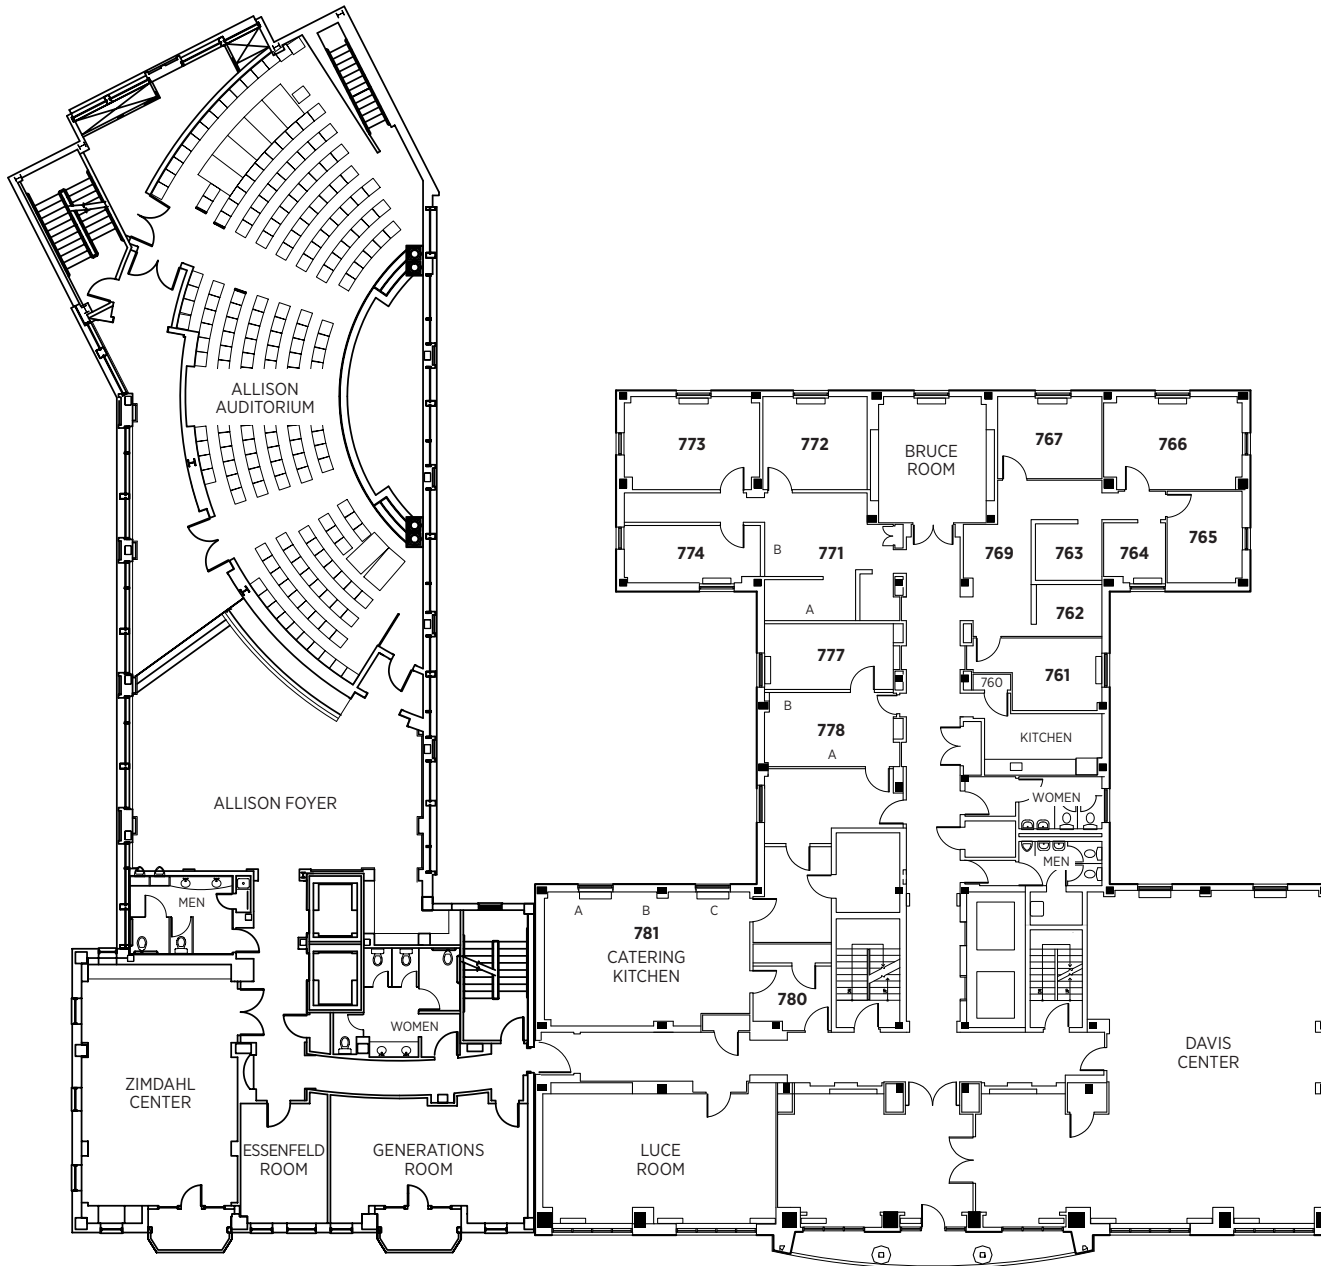 ALLISON
AUDITORIUM
773
772
BRUCE
ROOM
767
766
774
B
771
A
769
763
764
765
762
777
761
760
B
778
A
KITCHEN
WOMEN
MEN
ALLISON FOYER
MEN
A
B
C
781
CATERING
KITCHEN
780
WOMEN
ZIMDAHL
CENTER
DAVIS
CENTER
ESSENFELD
ROOM
GENERATIONS
ROOM
LUCE
ROOM